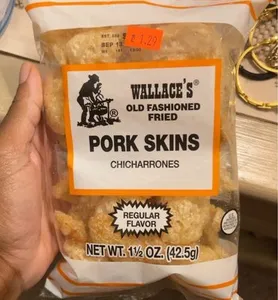 SEP 13
$ 1.29
WALLACE'S®
OLD FASHIONED
FRIED
®
PORK SKINS
CHICHARRONES
REGULAR
FLAVOR
NET WT. 1½ OZ. (42.5g)